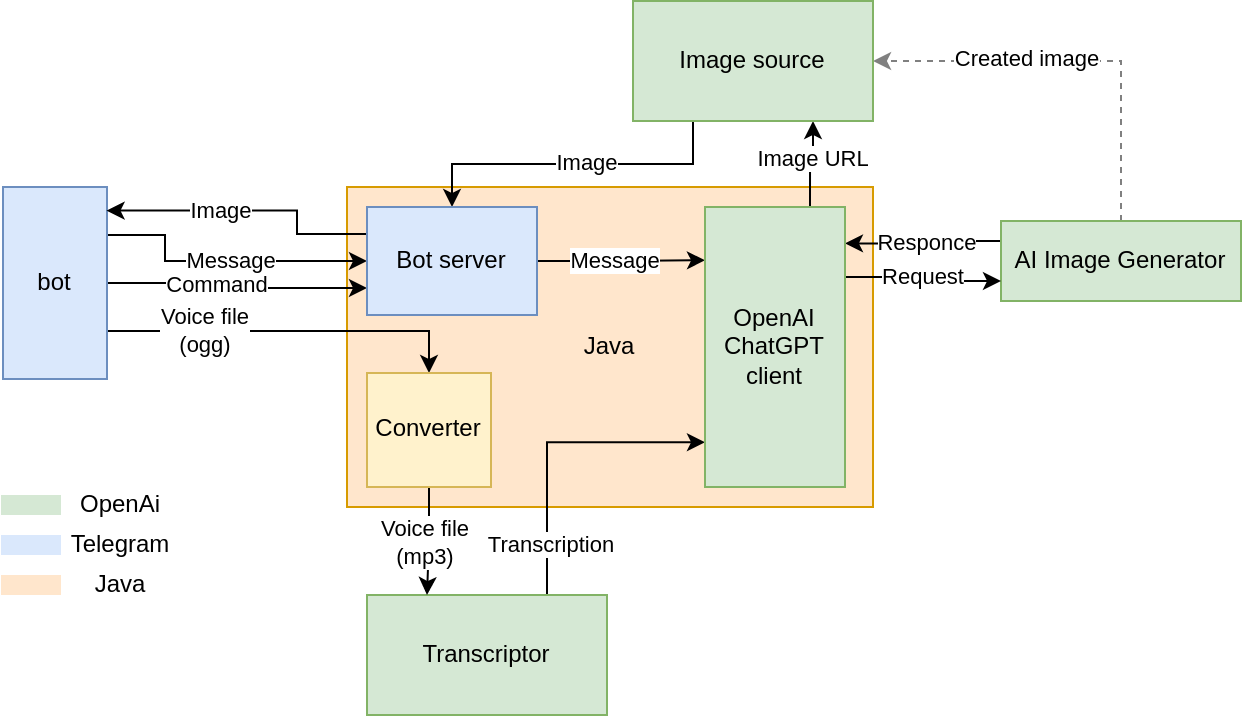 Image source
Created image
Image
Image URL
Image
bot
Message
Command
Bot server
Message
Responce
Request
AI Image Generator
Voice file
(ogg)
Java
OpenAI
ChatGPT
client
Converter
OpenAi
Telegram
Java
Voice file
(mp3)
Transcription
Transcriptor